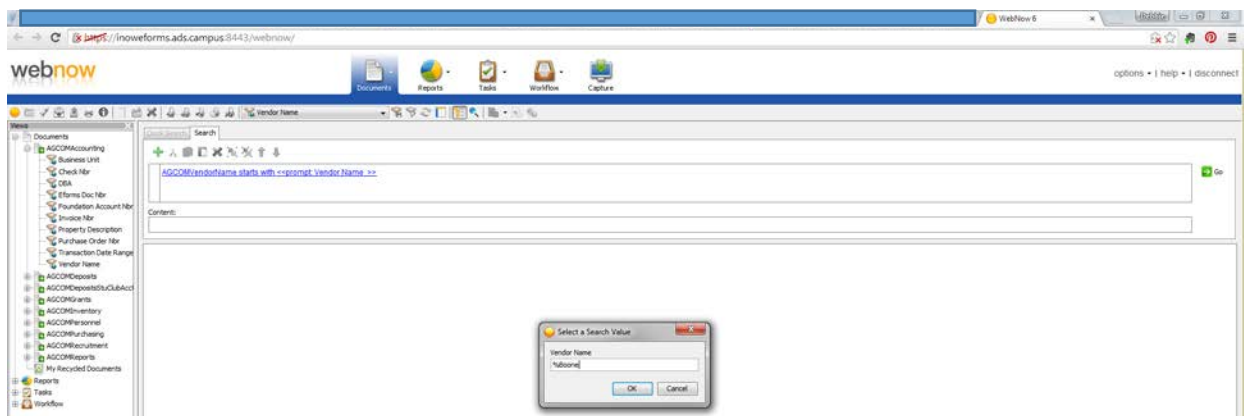 WebNow 6
https://inoweforms.ads.campus:8443/webnow/
webnow
Documents
Reports
Tasks
Workflow
Capture
options • | help • | disconnect
Vendor Name
Views
Documents
AGCOMAccounting
Business Unit
Check Nbr
DBA
Eforms Doc Nbr
Foundation Account Nbr
Invoice Nbr
Property Description
Purchase Order Nbr
Transaction Date Range
Vendor Name
AGCOMDeposits
AGCOMDepositsStuClubAcc
AGCOMGrants
AGCOMInventory
AGCOMPersonnel
AGCOMPurchasing
AGCOMRecruitment
AGCOMReports
My Recycled Documents
Reports
Tasks
Workflow
Quick Search
Search
AGCOMVendorName starts with <<prompt: Vendor Name >>
Go
Content:
Select a Search Value
Vendor Name
%Boone
OK
Cancel